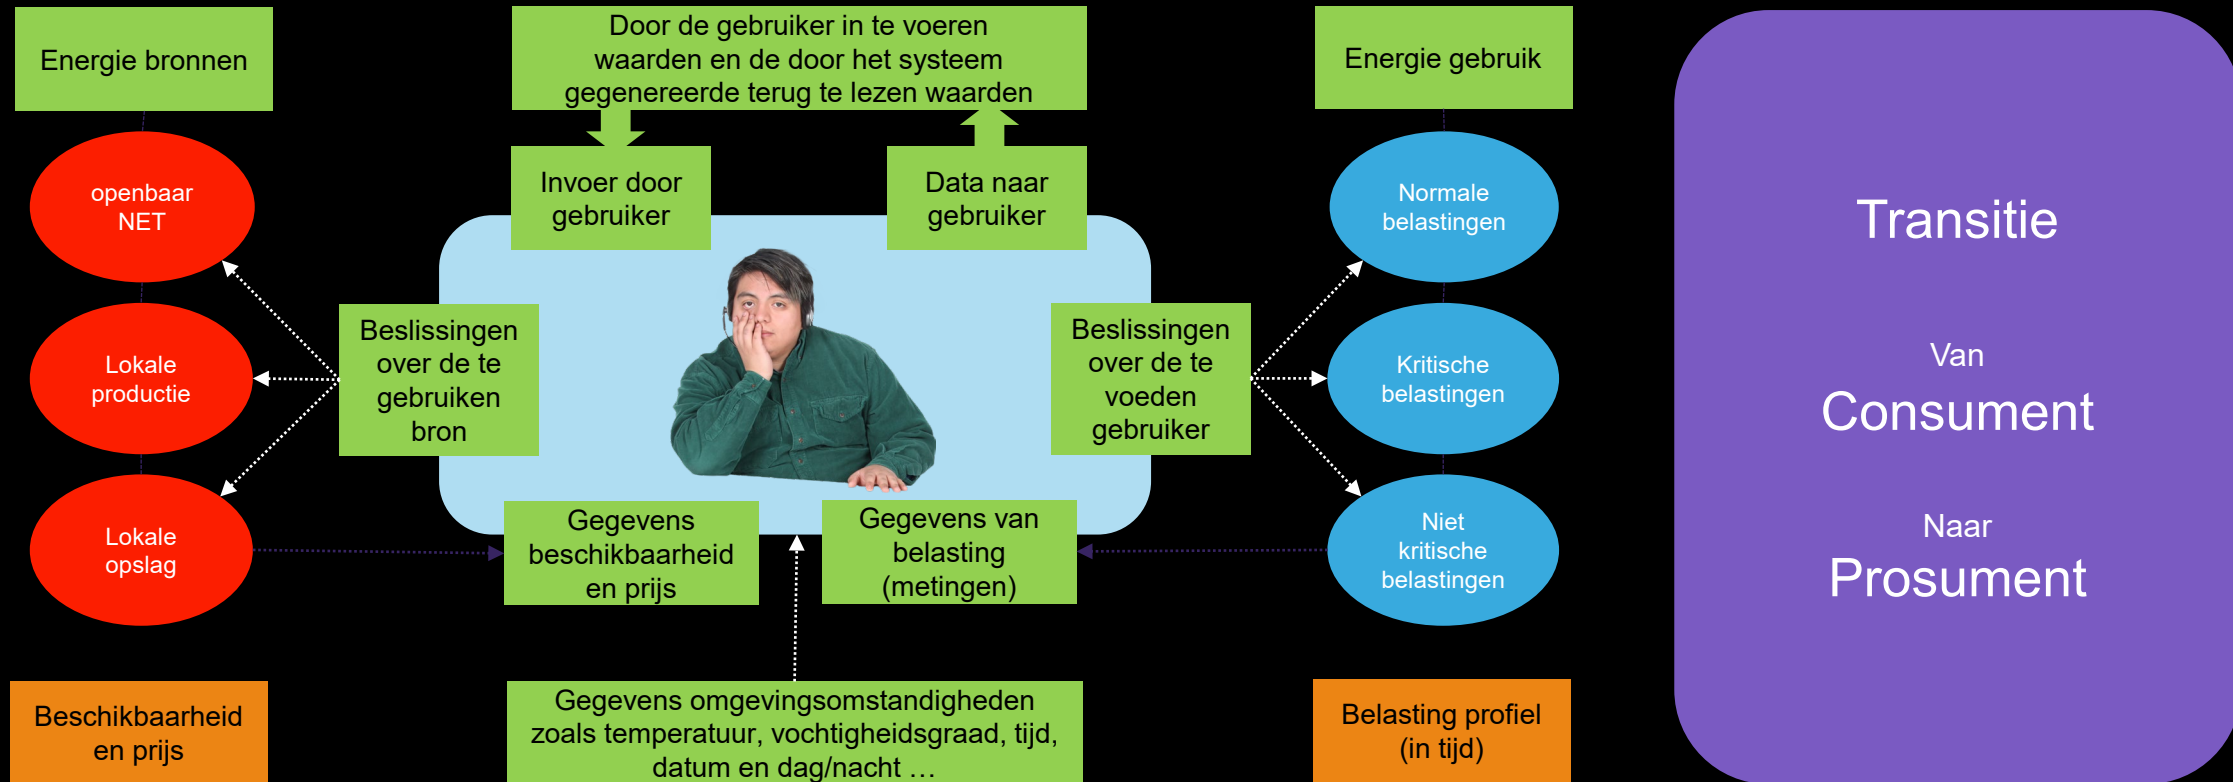 Energie bronnen
Door de gebruiker in te voeren
waarden en de door het systeem
gegenereerde terug te lezen waarden
Energie gebruik
openbaar
NET
Invoer door
gebruiker
Data naar
gebruiker
Normale
belastingen
Lokale
productie
Beslissingen
over de te
gebruiken
bron
Beslissingen
over de te
voeden
gebruiker
Kritische
belastingen
Lokale
opslag
Gegevens
beschikbaarheid
en prijs
Gegevens van
belasting
(metingen)
Niet
kritische
belastingen
Beschikbaarheid
en prijs
Gegevens omgevingsomstandigheden
zoals temperatuur, vochtigheidsgraad, tijd,
datum en dag/nacht …
Belasting profiel
(in tijd)
Transitie
Van
Consument
Naar
Prosument